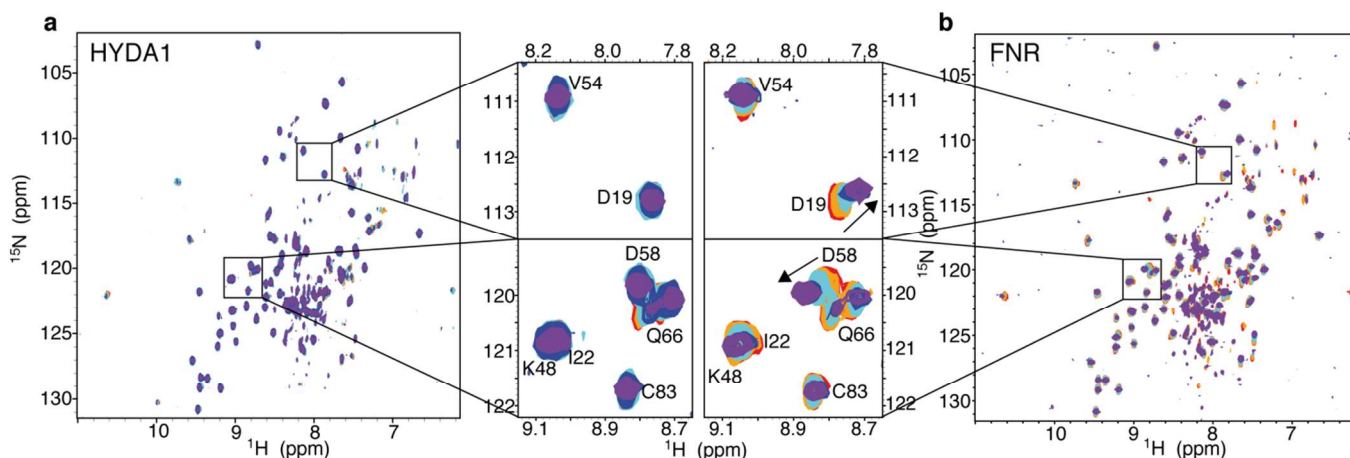 a
HYDA1
105
110
115
120
125
130
15N (ppm)
10 9 8 7
1H (ppm)
8.2 8.0 7.8
V54
D19
111
112
113
D58
Q66
I22
K48
C83
120
121
122
9.1 8.9 8.7
1H (ppm)
8.2 8.0 7.8
V54
D19
111
112
113
15N (ppm)
D58
Q66
I22
K48
C83
120
121
122
9.1 8.9 8.7
1H (ppm)
b
FNR
105
110
115
120
125
130
10 9 8 7
1H (ppm)